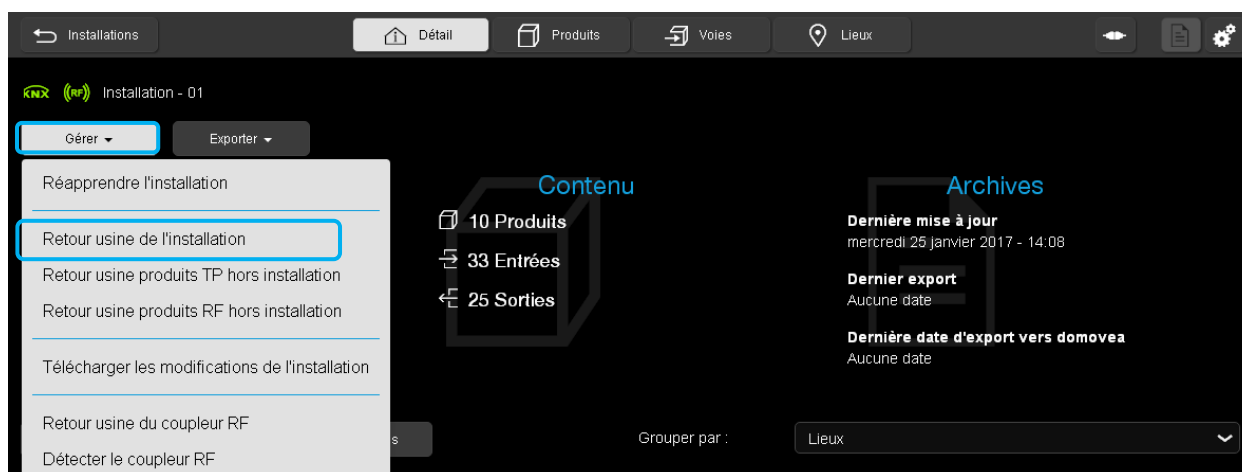 Installations
Détail
Produits
Voies
Lieux
KNX ((RF)) Installation - 01
Gérer
Exporter
Réapprendre l'installation
Retour usine de l'installation
Retour usine produits TP hors installation
Retour usine produits RF hors installation
Télécharger les modifications de l'installation
Retour usine du coupleur RF
Détecter le coupleur RF
Contenu
10 Produits
33 Entrées
25 Sorties
Archives
Dernière mise à jour
mercredi 25 janvier 2017 - 14:08
Dernier export
Aucune date
Dernière date d'export vers domovea
Aucune date
s
Grouper par :
Lieux